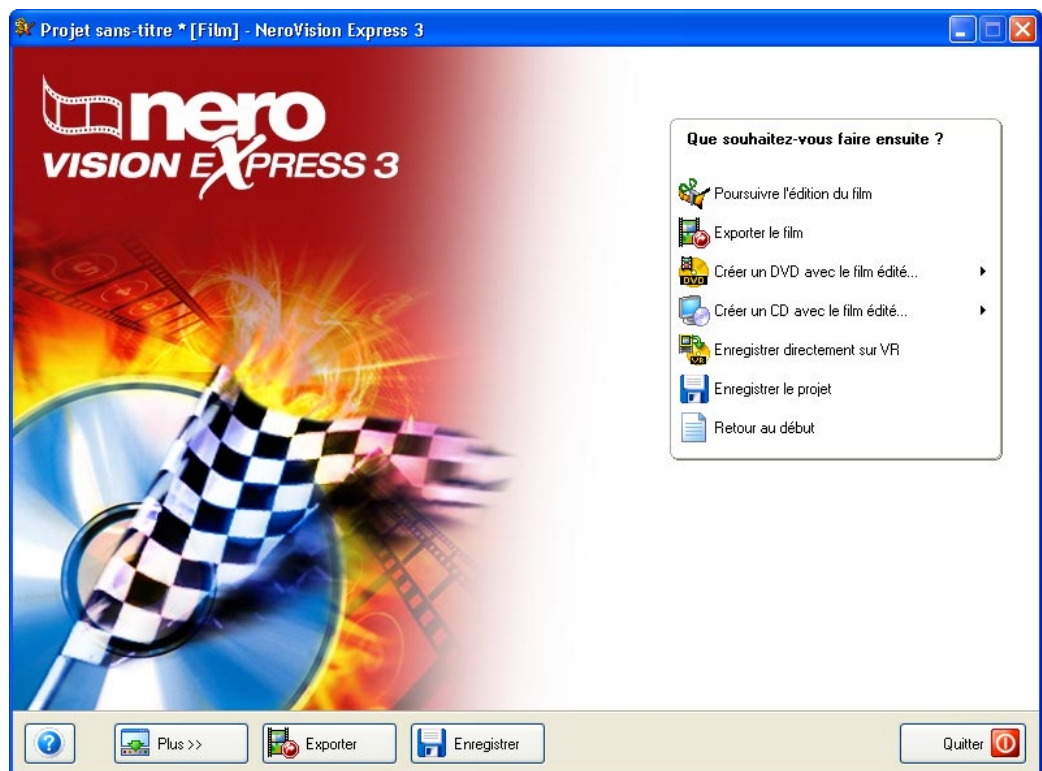 Projet sans-titre * [Film] - NeroVision Express 3
nero
VISION EXPRESS 3
Que souhaitez-vous faire ensuite ?
Poursuivre l'édition du film
Exporter le film
Créer un DVD avec le film édité...
Créer un CD avec le film édité...
Enregistrer directement sur VR
Enregistrer le projet
Retour au début
Plus >>
Exporter
Enregistrer
Quitter